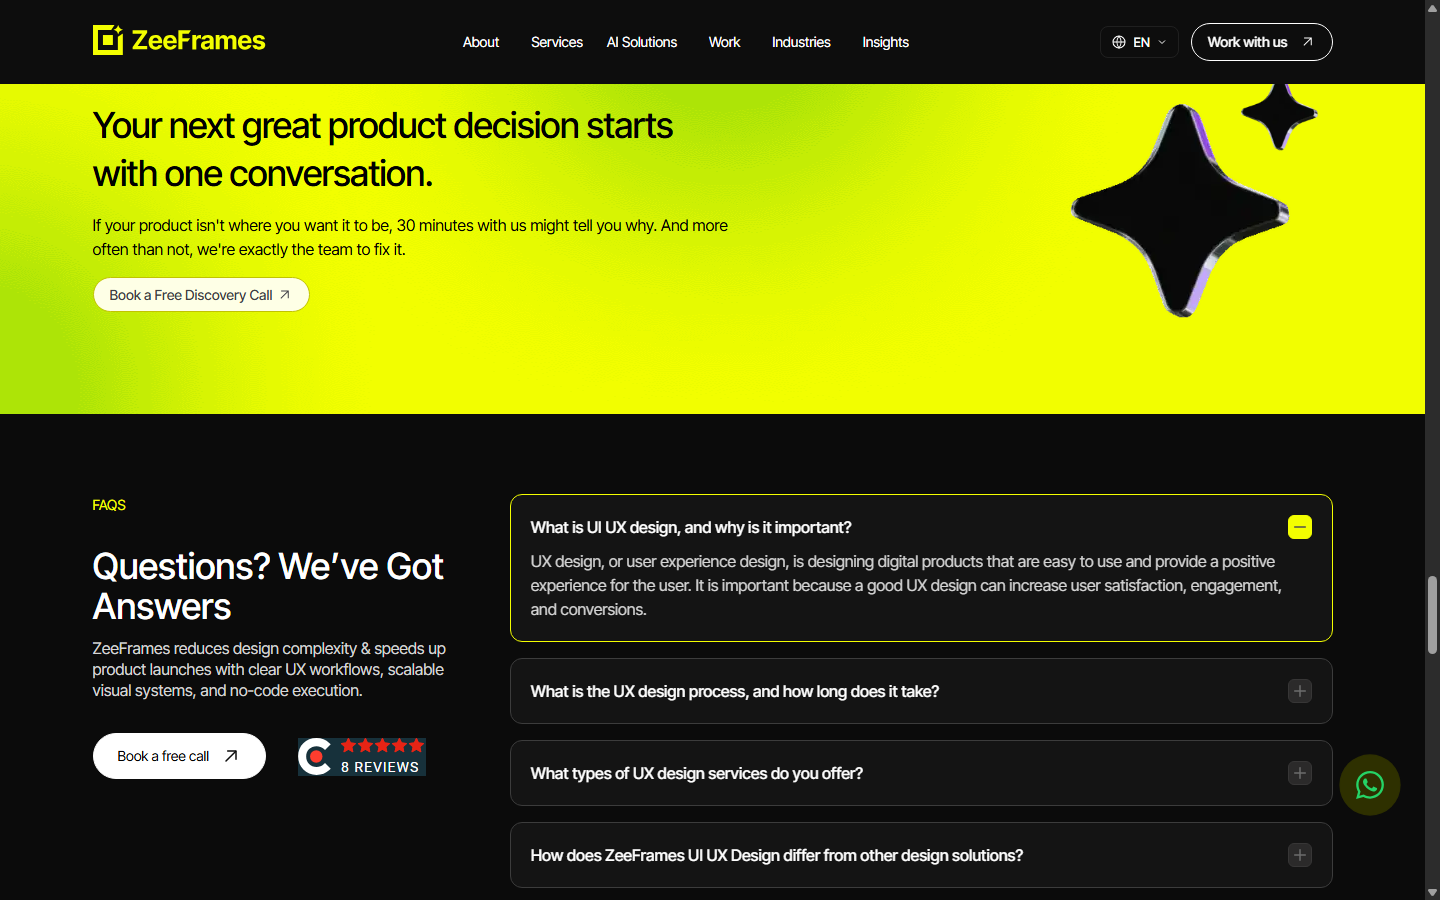 ZeeFrames
About
Services
AI Solutions
Work
Industries
Insights
EN
Work with us
Your next great product decision starts
with one conversation.
If your product isn't where you want it to be, 30 minutes with us might tell you why. And more
often than not, we're exactly the team to fix it.
Book a Free Discovery Call
FAQS
Questions? We’ve Got
Answers
ZeeFrames reduces design complexity & speeds up
product launches with clear UX workflows, scalable
visual systems, and no-code execution.
Book a free call
8 REVIEWS
What is UI UX design, and why is it important?
UX design, or user experience design, is designing digital products that are easy to use and provide a positive
experience for the user. It is important because a good UX design can increase user satisfaction, engagement,
and conversions.
What is the UX design process, and how long does it take?
What types of UX design services do you offer?
How does ZeeFrames UI UX Design differ from other design solutions?